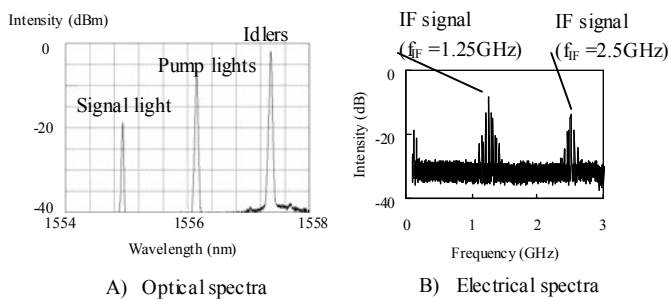 Intensity (dBm)
0
-20
-40
Idlers
Pump lights
Signal light
1554
1556
1558
Wavelength (nm)
A) Optical spectra
IF signal
(fIF =1.25GHz)
IF signal
(fIF =2.5GHz)
Intensity (dB)
0
-20
-40
0
1
2
3
Frequency (GHz)
B) Electrical spectra